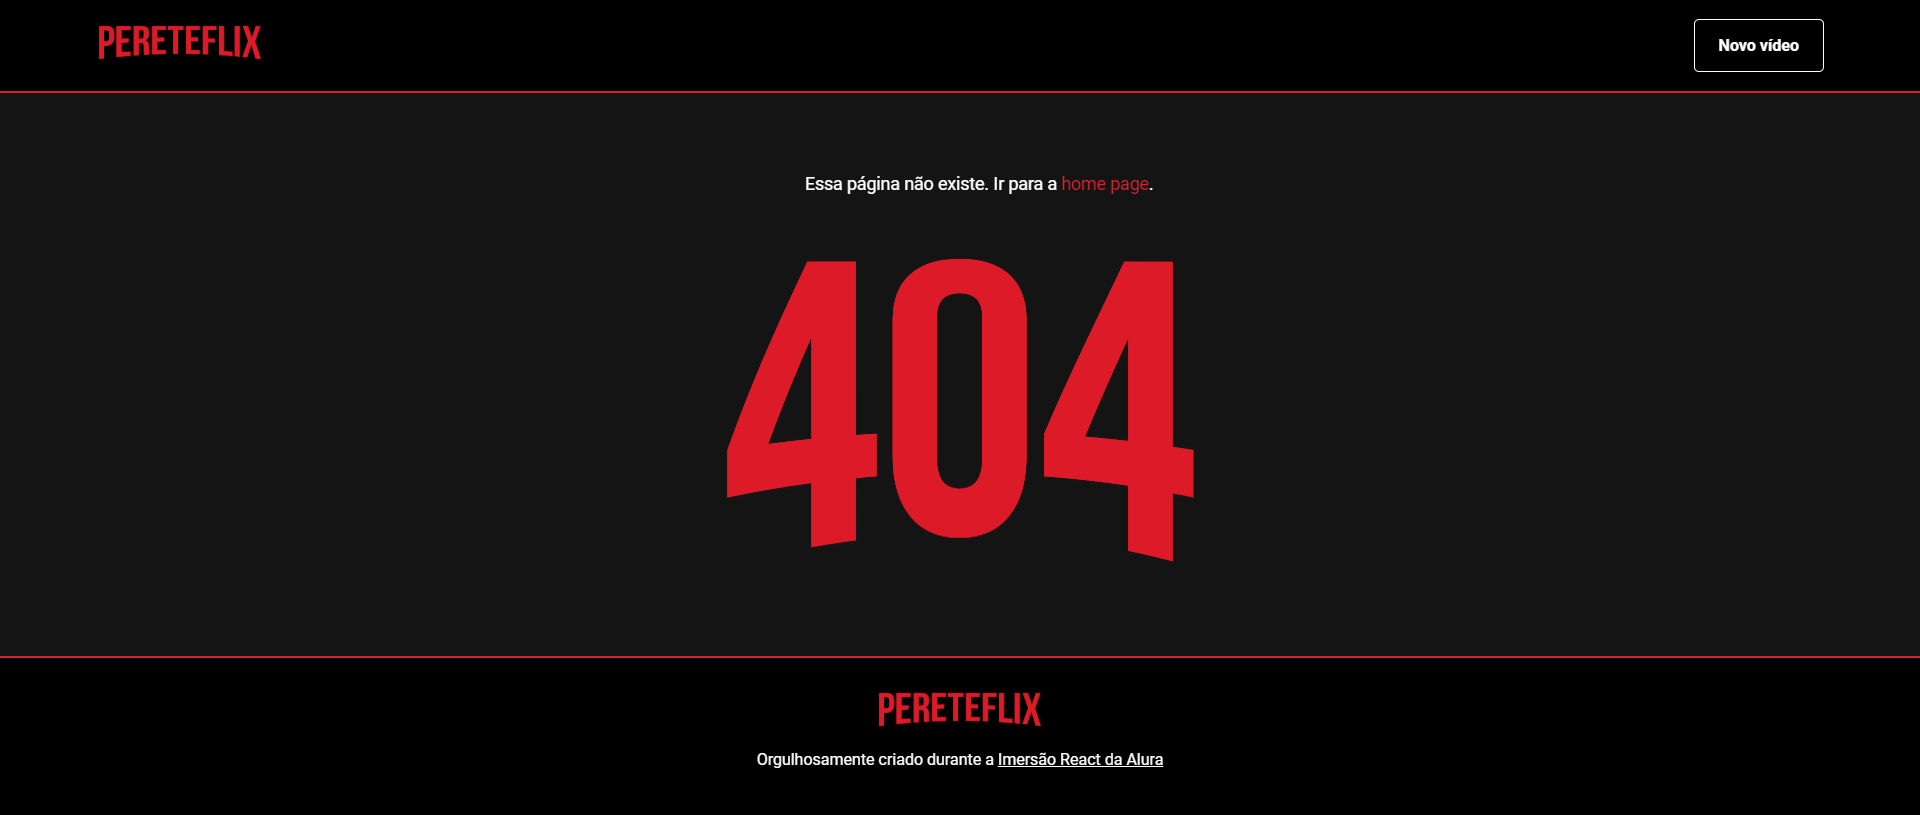 PERETEFLIX
Novo vídeo
Essa página não existe. Ir para a home page.
404
PERETEFLIX
Orgulhosamente criado durante a Imersão React da Alura